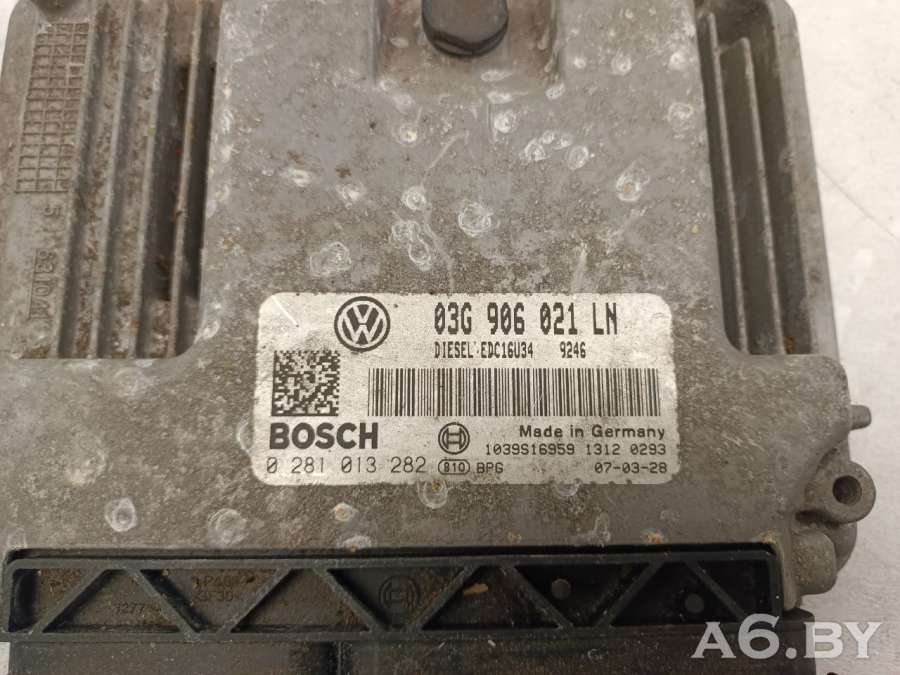 03G 906 021 LN
DIESEL EDC16U34 9246
BOSCH
Made in Germany
1039S16959 1312 0293
0 281 013 282 910 BPG 07-03-28
A6.BY